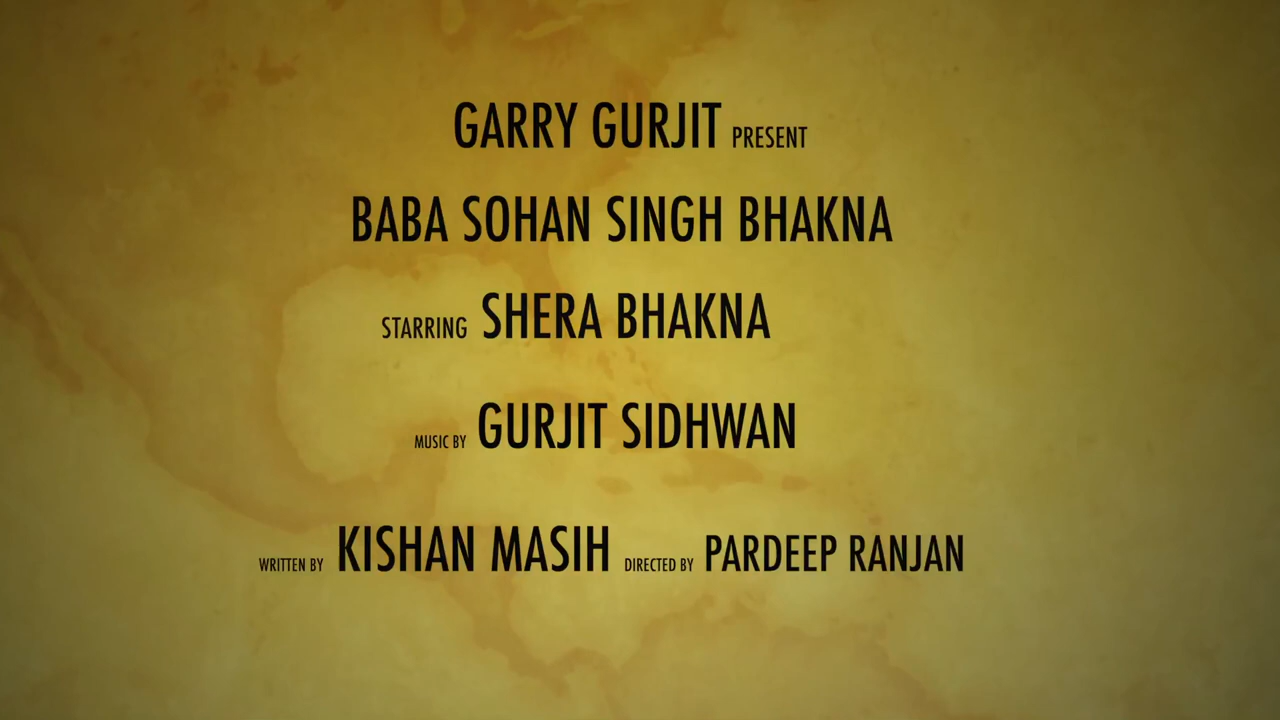 GARRY GURJIT PRESENT
BABA SOHAN SINGH BHAKNA
STARRING SHERA BHAKNA
MUSIC BY GURJIT SIDHWAN
WRITTEN BY KISHAN MASIH DIRECTED BY PARDEEP RANJAN